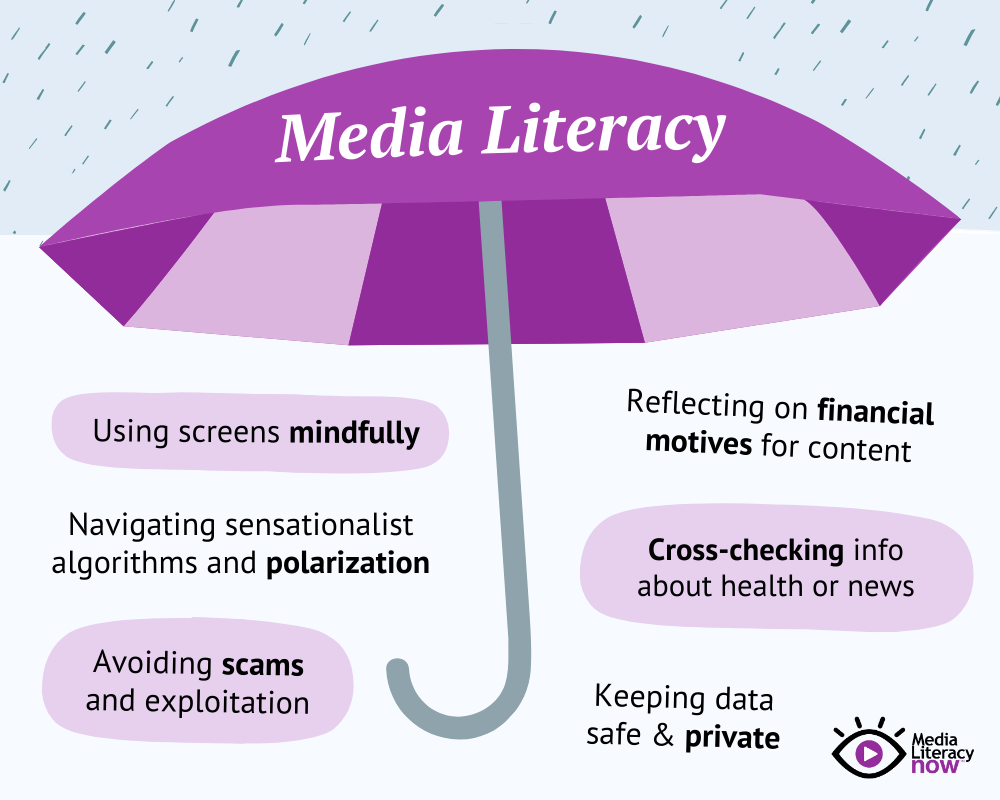 Media Literacy
Using screens mindfully
Navigating sensationalist
algorithms and polarization
Avoiding scams
and exploitation
Reflecting on financial
motives for content
Cross-checking info
about health or news
Keeping data
safe & private
Media
Literacy
now